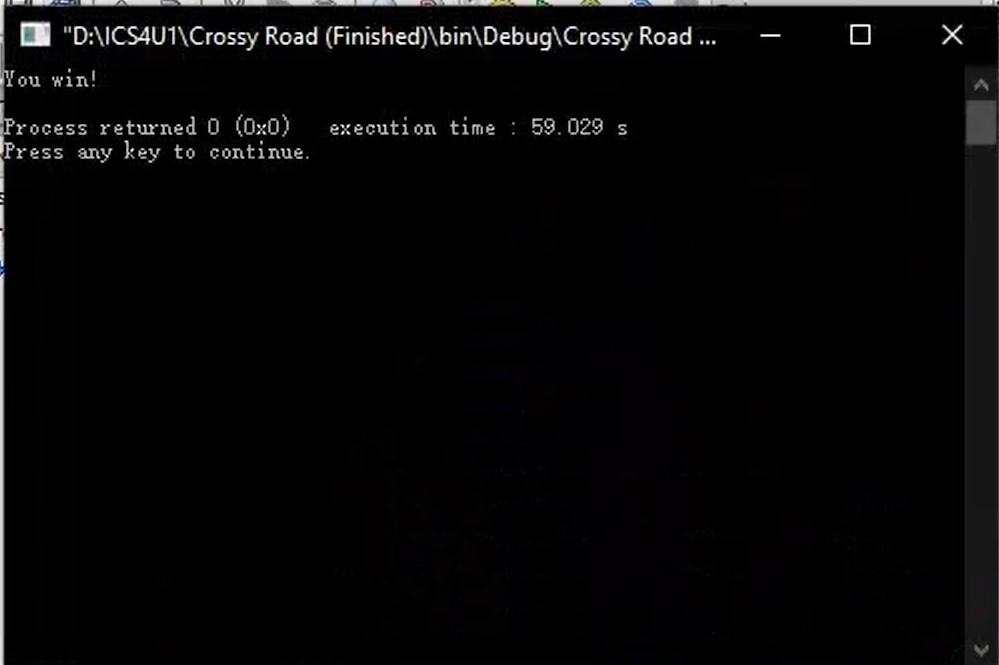 "D:\ICS4U1\Crossy Road (Finished)\bin\Debug\Crossy Road ...
You win!
Process returned 0 (0x0)   execution time : 59.029 s
Press any key to continue.